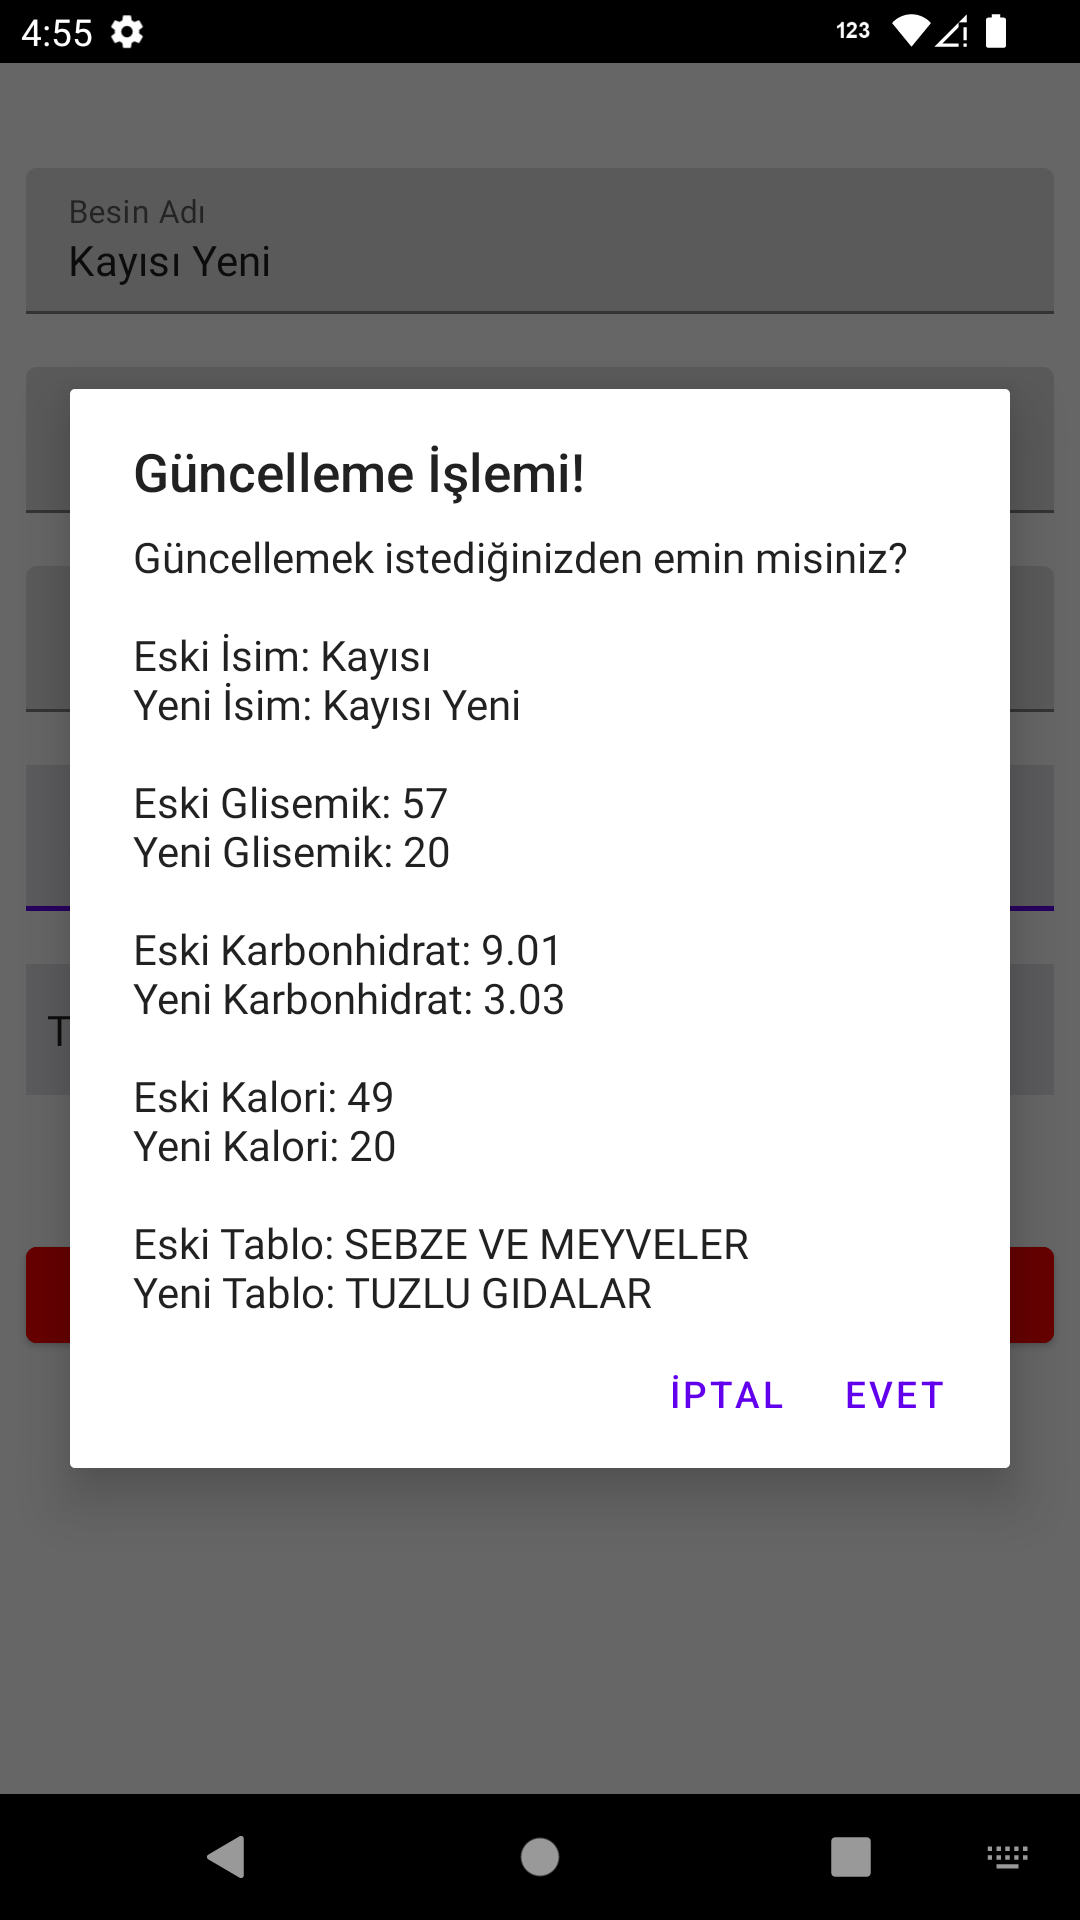 4:55
123
Besin Adı
Kayısı Yeni
Güncelleme İşlemi!
Güncellemek istediğinizden emin misiniz?
Eski İsim: Kayısı
Yeni İsim: Kayısı Yeni
Eski Glisemik: 57
Yeni Glisemik: 20
Eski Karbonhidrat: 9.01
Yeni Karbonhidrat: 3.03
T
Eski Kalori: 49
Yeni Kalori: 20
Eski Tablo: SEBZE VE MEYVELER
Yeni Tablo: TUZLU GIDALAR
İPTAL EVET